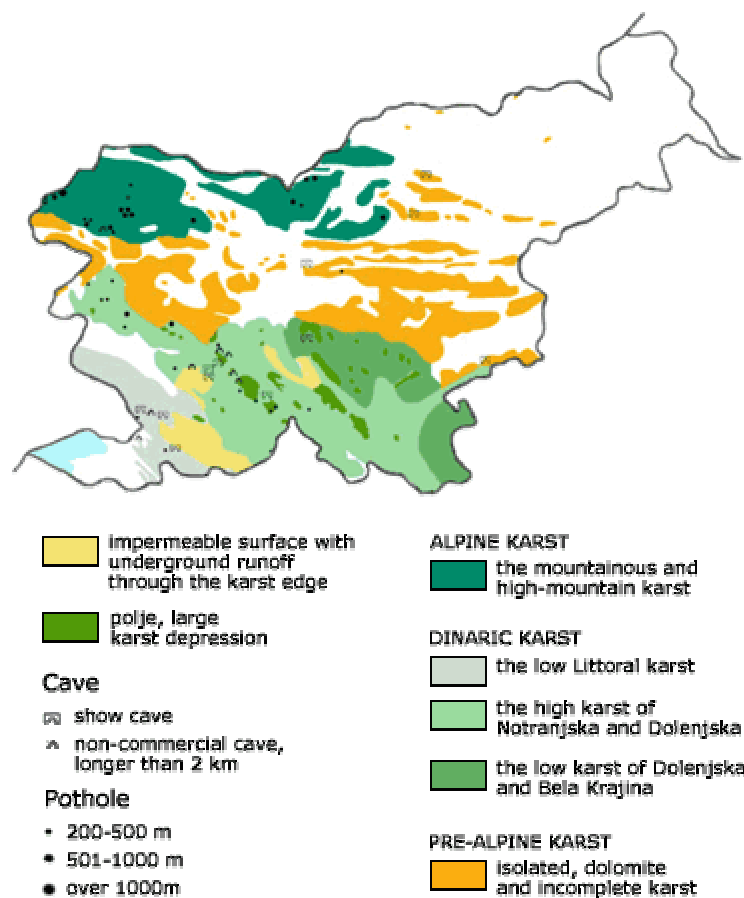 impermeable surface with
underground runoff
through the karst edge
polje, large
karst depression
Cave
show cave
non-commercial cave,
longer than 2 km
Pothole
200-500 m
501-1000 m
over 1000m
ALPINE KARST
the mountainous and
high-mountain karst
DINARIC KARST
the low Littoral karst
the high karst of
Notranjska and Dolenjska
the low karst of Dolenjska
and Bela Krajina
PRE-ALPINE KARST
isolated, dolomite
and incomplete karst